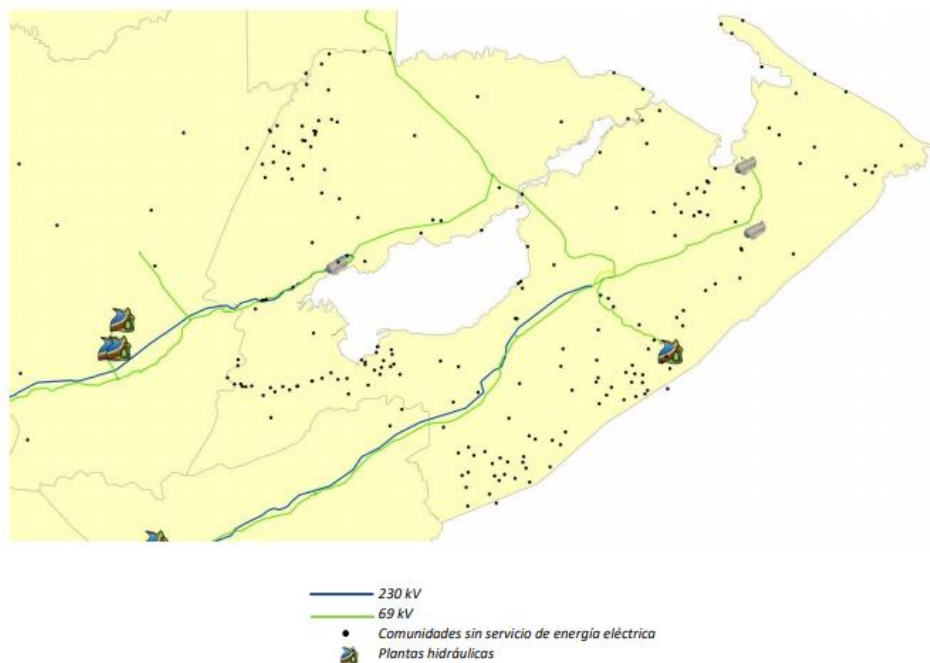 230 kV
69 kV
Comunidades sin servicio de energía eléctrica
Plantas hidráulicas